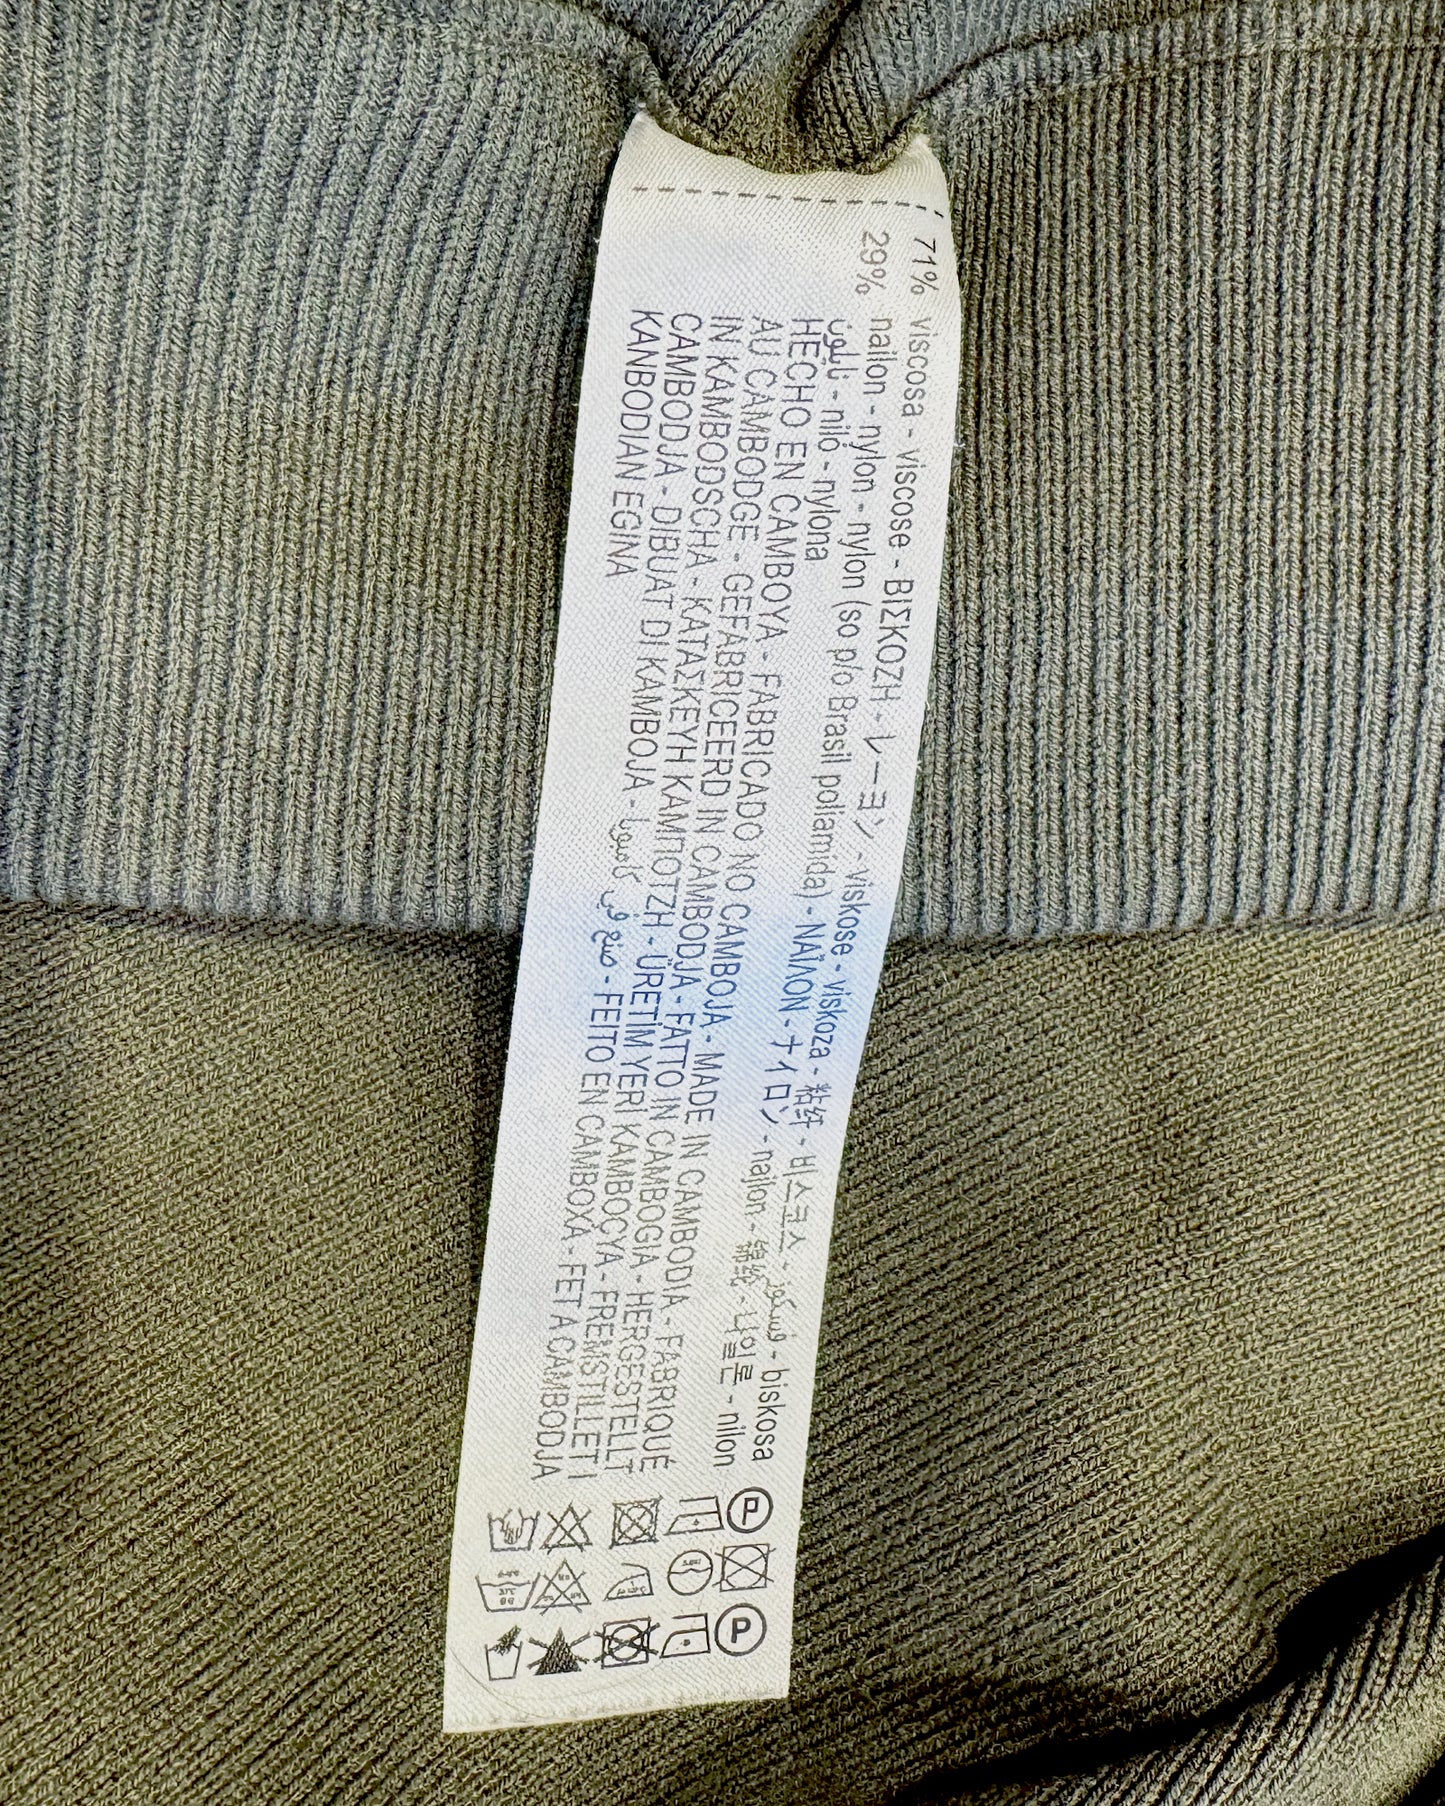 71% viscosa - viscose - ΒΙΣΚΟΖΗ - レーヨン - viskose - viskoza - 粘纤 - 비스코스 - فسكوز - biskosa
29% nailon - nylon - nylon (so p/o Brasil poliamida) - ΝΑΪΛΟΝ - ナイロン - najlon - 锦纶 - 나일론 - nilon
نايلون - niló - nylona
HECHO EN CAMBOYA - FABRICADO NO CAMBOJA - MADE IN CAMBODIA - FABRIQUÉ
AU CAMBODGE - GEFABRICEERD IN CAMBODJA - FATTO IN CAMBOGIA - HERGESTELLT
IN KAMBODSCHA - ΚΑΤΑΣΚΕΥΗ ΚΑΜΠΟΤΖΗ - ÜRETİM YERİ KAMBOÇYA - FREMSTILLET I
CAMBODJA - DIBUAT DI KAMBOJA - صنع في كامبوديا - FEITO EN CAMBOXA - FET A CAMBODJA
KANBODIAN EGINA
P
P